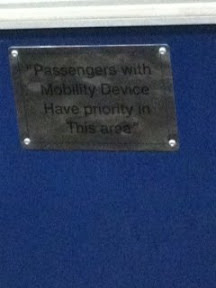 "Passengers with
Mobility Device
Have priority in
This area"